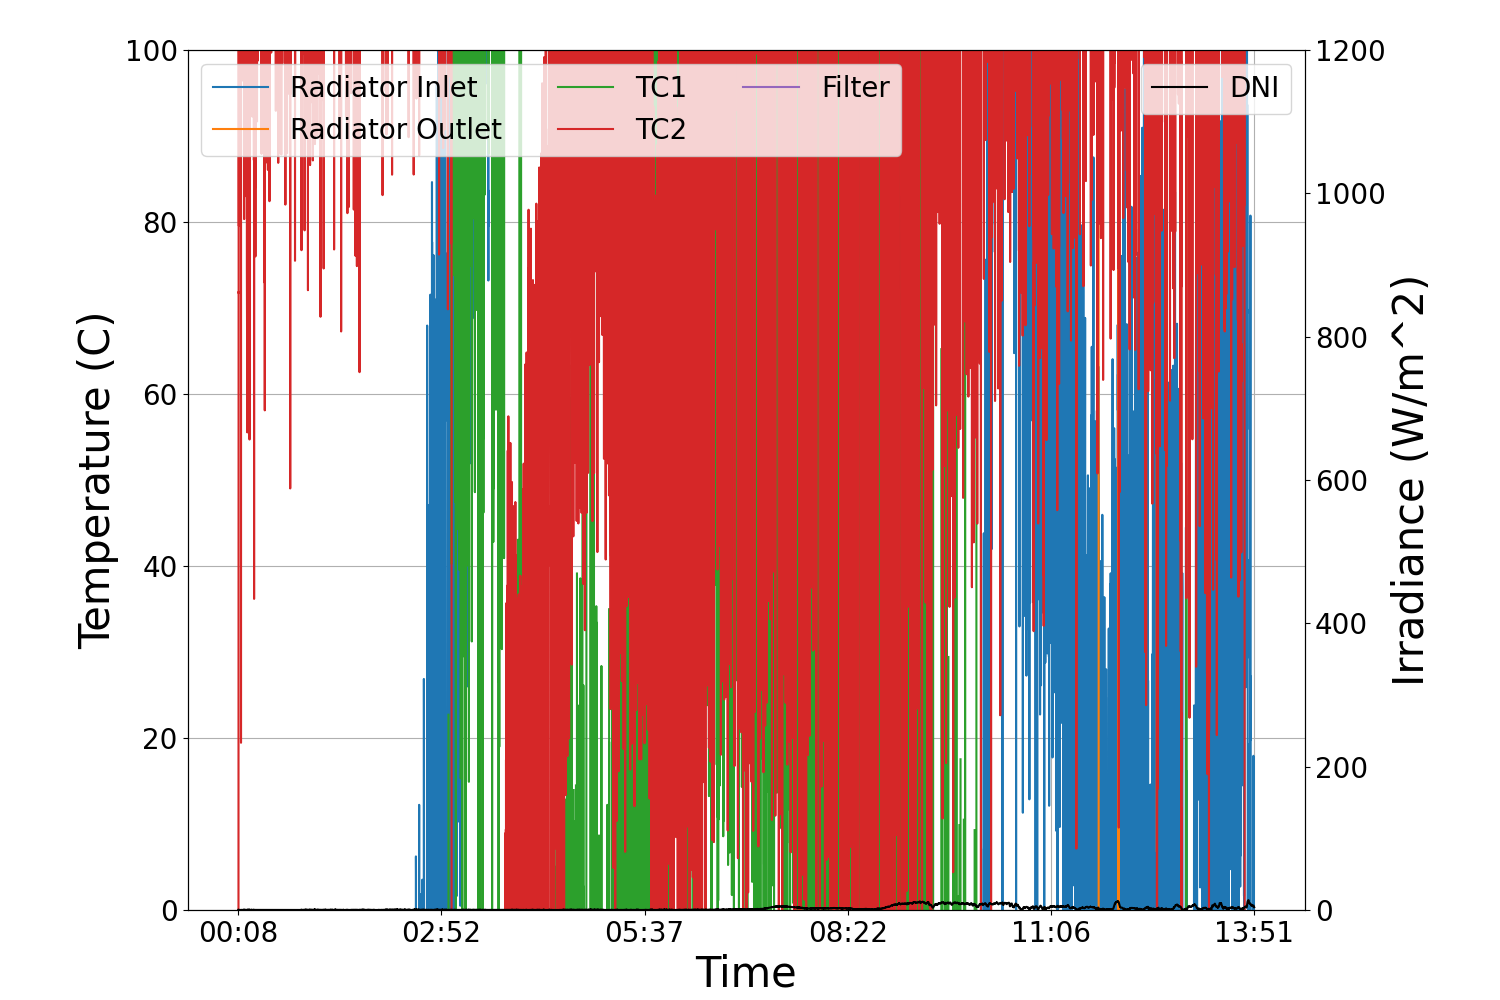 100
80
60
40
20
0
1200
1000
800
600
400
200
0
Radiator Inlet
Radiator Outlet
TC1
TC2
Filter
DNI
Temperature (C)
Irradiance (W/m^2)
00:08 02:52 05:37 08:22 11:06 13:51
Time